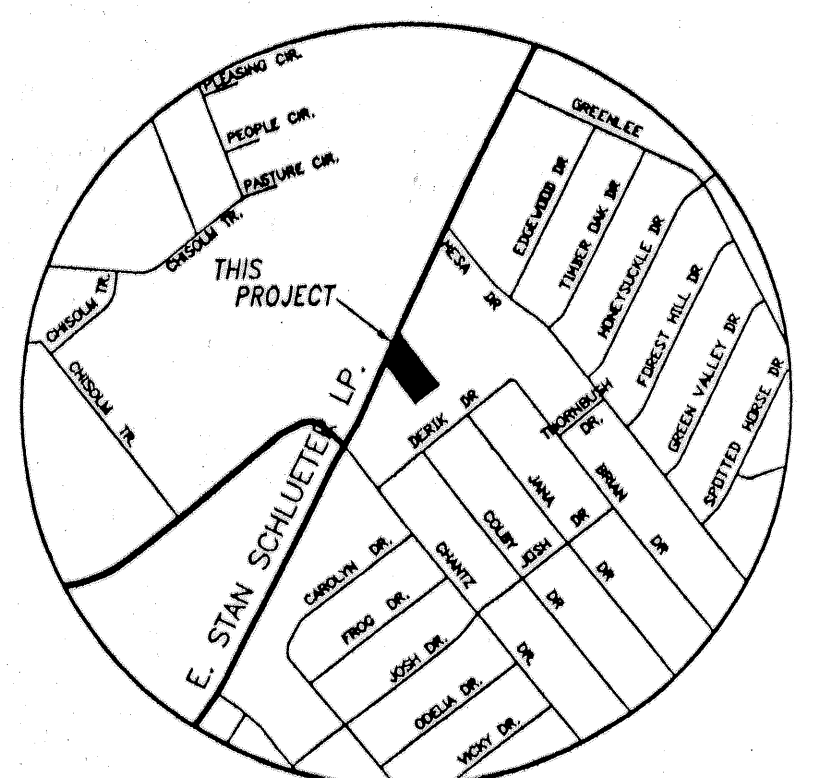 PLEASING CIR.
PEOPLE CIR.
PASTURE CIR.
CHISOLM TR.
THIS
PROJECT
CHISOLM TR.
CHISOLM TR.
GREENLEE
EDGEWOOD DR
TIMBER OAK DR
HONEYSUCKLE DR
FOREST HILL DR
GREEN VALLEY DR
SPOTTED HORSE DR
MESA DR
THORNBUSH
DR.
DERIK DR
E. STAN SCHLUETER LP.
BRIAN DR
JANA DR
COLBY DR
JOSH DR
CHANTZ DR.
CAROLYN DR.
FROG DR.
JOSH DR.
ODELIA DR.
VICKY DR.